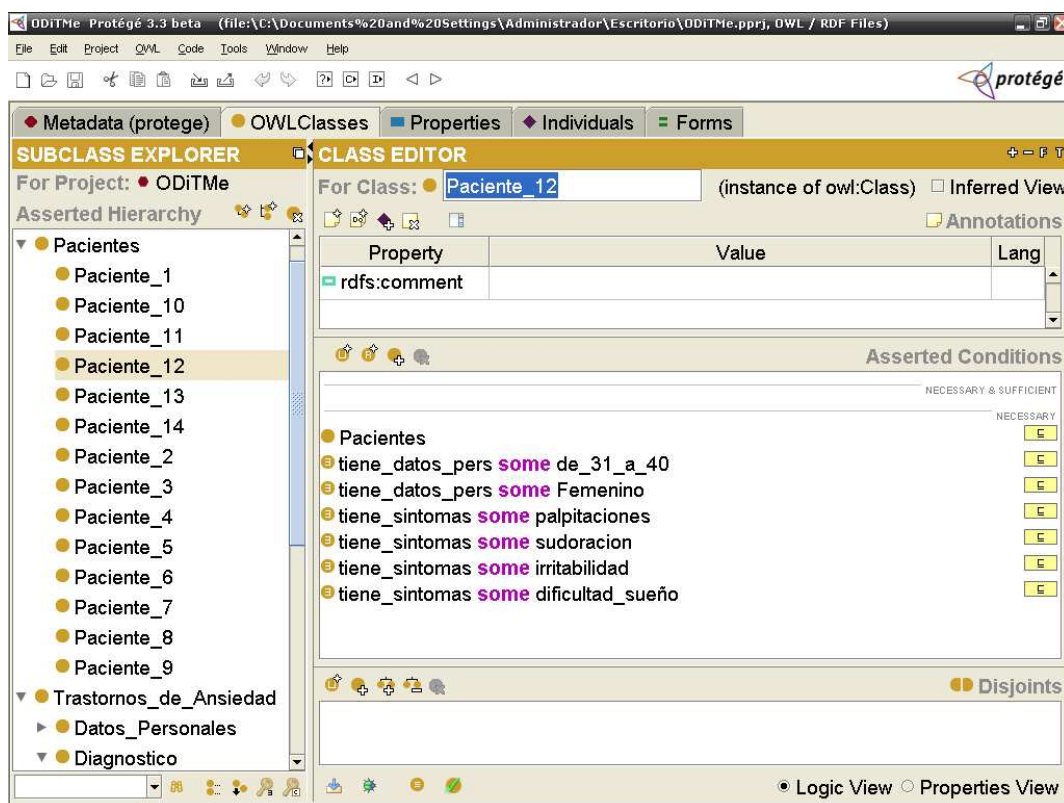 ODiTMe Protégé 3.3 beta (file:\C:\Documents%20and%20Settings\Administrador\Escritorio\ODiTMe.pprj, OWL / RDF Files)
File Edit Project OWL Code Tools Window Help
protégé
Metadata (protege) OWLClasses Properties Individuals Forms
SUBCLASS EXPLORER
For Project: ODiTMe
Asserted Hierarchy
Pacientes
Paciente_1
Paciente_10
Paciente_11
Paciente_12
Paciente_13
Paciente_14
Paciente_2
Paciente_3
Paciente_4
Paciente_5
Paciente_6
Paciente_7
Paciente_8
Paciente_9
Trastornos_de_Ansiedad
Datos_Personales
Diagnostico
CLASS EDITOR
For Class: Paciente_12 (instance of owl:Class) Inferred View
Annotations
Property Value Lang
rdfs:comment
Asserted Conditions
NECESSARY & SUFFICIENT
NECESSARY
Pacientes
tiene_datos_pers some de_31_a_40
tiene_datos_pers some Femenino
tiene_sintomas some palpitaciones
tiene_sintomas some sudoracion
tiene_sintomas some irritabilidad
tiene_sintomas some dificultad_sueño
Disjoints
Logic View Properties View